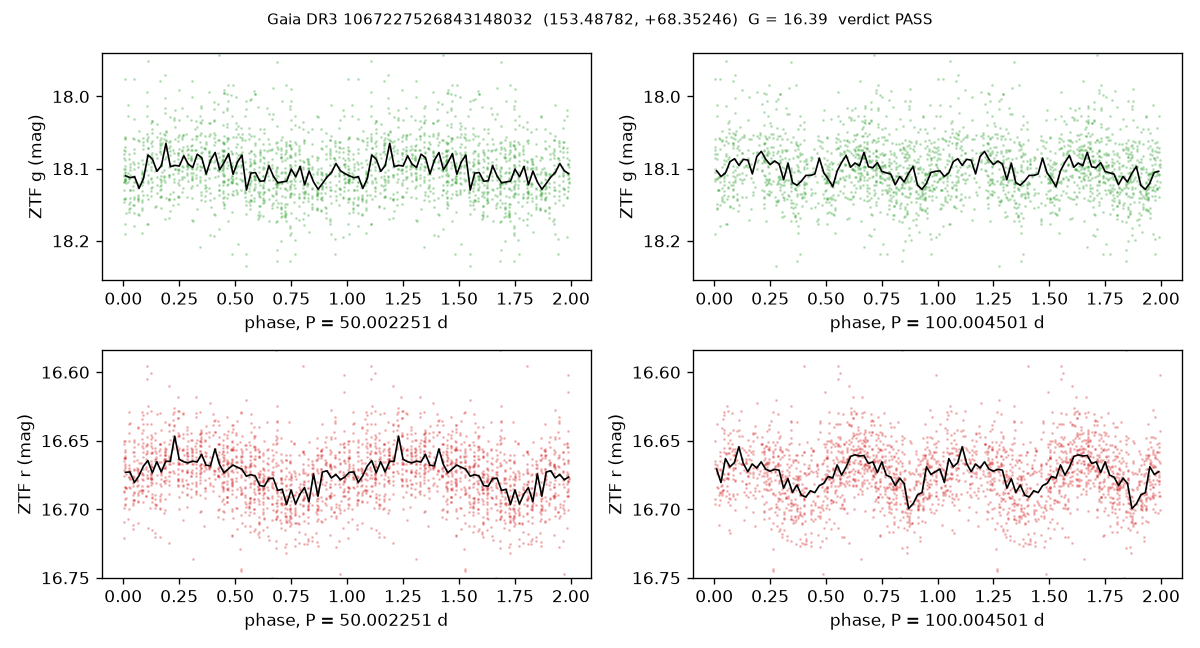 Gaia DR3 1067227526843148032 (153.48782, +68.35246) G = 16.39 verdict PASS
ZTF g (mag)
18.0
18.1
18.2
0.00 0.25 0.50 0.75 1.00 1.25 1.50 1.75 2.00
phase, P = 50.002251 d
ZTF g (mag)
18.0
18.1
18.2
0.00 0.25 0.50 0.75 1.00 1.25 1.50 1.75 2.00
phase, P = 100.004501 d
ZTF r (mag)
16.60
16.65
16.70
16.75
0.00 0.25 0.50 0.75 1.00 1.25 1.50 1.75 2.00
phase, P = 50.002251 d
ZTF r (mag)
16.60
16.65
16.70
16.75
0.00 0.25 0.50 0.75 1.00 1.25 1.50 1.75 2.00
phase, P = 100.004501 d